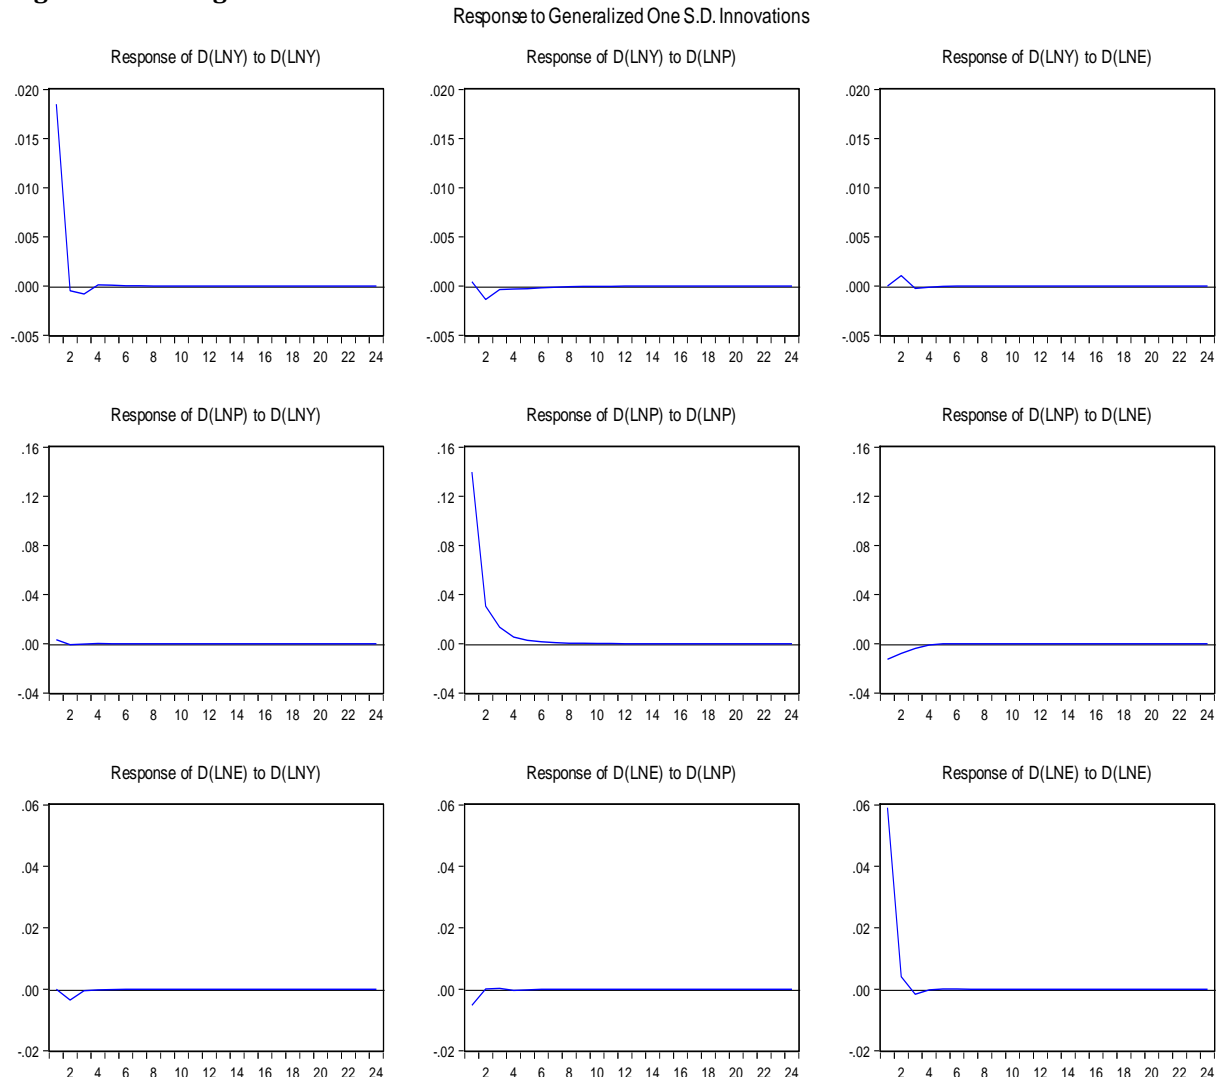 Response to Generalized One S.D. Innovations
Response of D(LNY) to D(LNY)
.020
.015
.010
.005
.000
-.005
2 4 6 8 10 12 14 16 18 20 22 24
Response of D(LNY) to D(LNP)
.020
.015
.010
.005
.000
-.005
2 4 6 8 10 12 14 16 18 20 22 24
Response of D(LNY) to D(LNE)
.020
.015
.010
.005
.000
-.005
2 4 6 8 10 12 14 16 18 20 22 24
Response of D(LNP) to D(LNY)
.16
.12
.08
.04
.00
-.04
2 4 6 8 10 12 14 16 18 20 22 24
Response of D(LNP) to D(LNP)
.16
.12
.08
.04
.00
-.04
2 4 6 8 10 12 14 16 18 20 22 24
Response of D(LNP) to D(LNE)
.16
.12
.08
.04
.00
-.04
2 4 6 8 10 12 14 16 18 20 22 24
Response of D(LNE) to D(LNY)
.06
.04
.02
.00
-.02
2 4 6 8 10 12 14 16 18 20 22 24
Response of D(LNE) to D(LNP)
.06
.04
.02
.00
-.02
2 4 6 8 10 12 14 16 18 20 22 24
Response of D(LNE) to D(LNE)
.06
.04
.02
.00
-.02
2 4 6 8 10 12 14 16 18 20 22 24